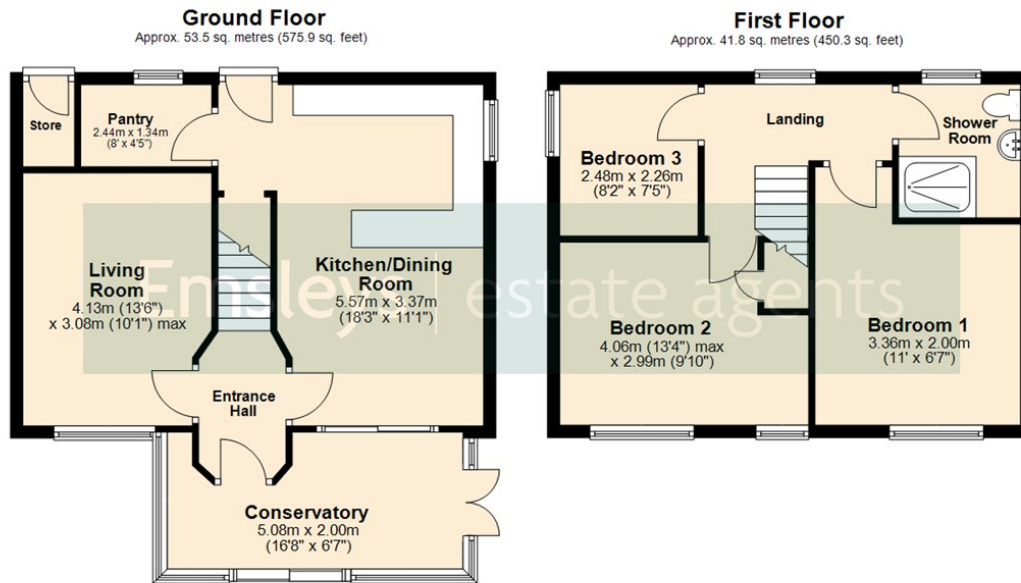 Ground Floor
Approx. 53.5 sq. metres (575.9 sq. feet)
Store
Pantry
2.44m x 1.34m
(8' x 4'5")
Living
Room
4.13m (13'6")
x 3.08m (10'1") max
Kitchen/Dining
Room
5.57m x 3.37m
(18'3" x 11'1")
Entrance
Hall
Conservatory
5.08m x 2.00m
(16'8" x 6'7")
First Floor
Approx. 41.8 sq. metres (450.3 sq. feet)
Landing
Shower
Room
Bedroom 3
2.48m x 2.26m
(8'2" x 7'5")
Bedroom 2
4.06m (13'4") max
x 2.99m (9'10")
Bedroom 1
3.36m x 2.00m
(11' x 6'7")
Emsleys estate agents